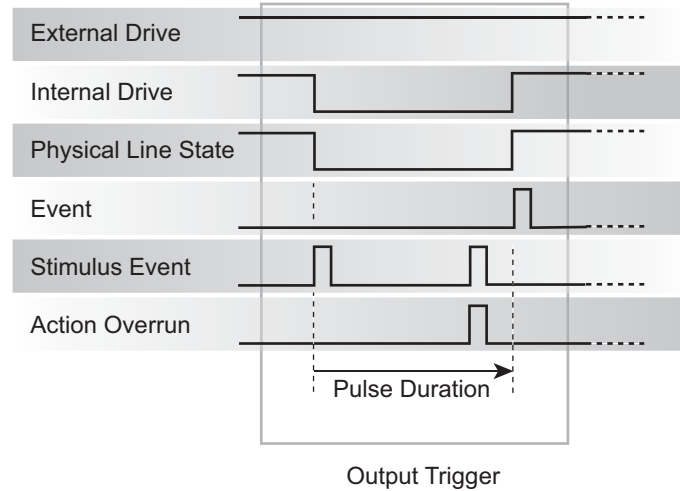 External Drive
Internal Drive
Physical Line State
Event
Stimulus Event
Action Overrun
Pulse Duration
Output Trigger